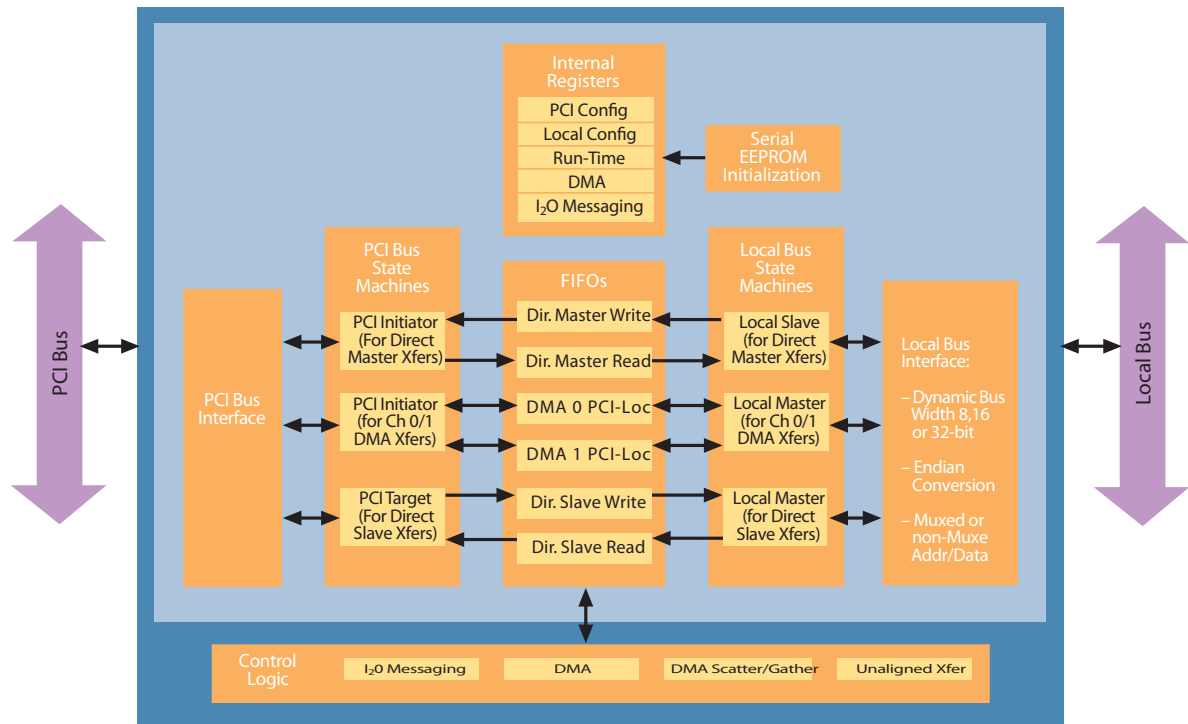 Internal
Registers
PCI Config
Local Config
Run-Time
DMA
I₂O Messaging
Serial
EEPROM
Initialization
PCI Bus
PCI Bus
Interface
PCI Bus
State
Machines
PCI Initiator
(For Direct
Master Xfers)
PCI Initiator
(for Ch 0/1
DMA Xfers)
PCI Target
(For Direct
Slave Xfers)
FIFOs
Dir. Master Write
Dir. Master Read
DMA 0 PCI-Loc
DMA 1 PCI-Loc
Dir. Slave Write
Dir. Slave Read
Local Bus
State
Machines
Local Slave
(for Direct
Master Xfers)
Local Master
(for Ch 0/1
DMA Xfers)
Local Master
(for Direct
Slave Xfers)
Local Bus
Interface:
– Dynamic Bus
Width 8,16
or 32-bit
– Endian
Conversion
– Muxed or
non-Muxe
Addr/Data
Local Bus
Control
Logic
I₂0 Messaging
DMA
DMA Scatter/Gather
Unaligned Xfer